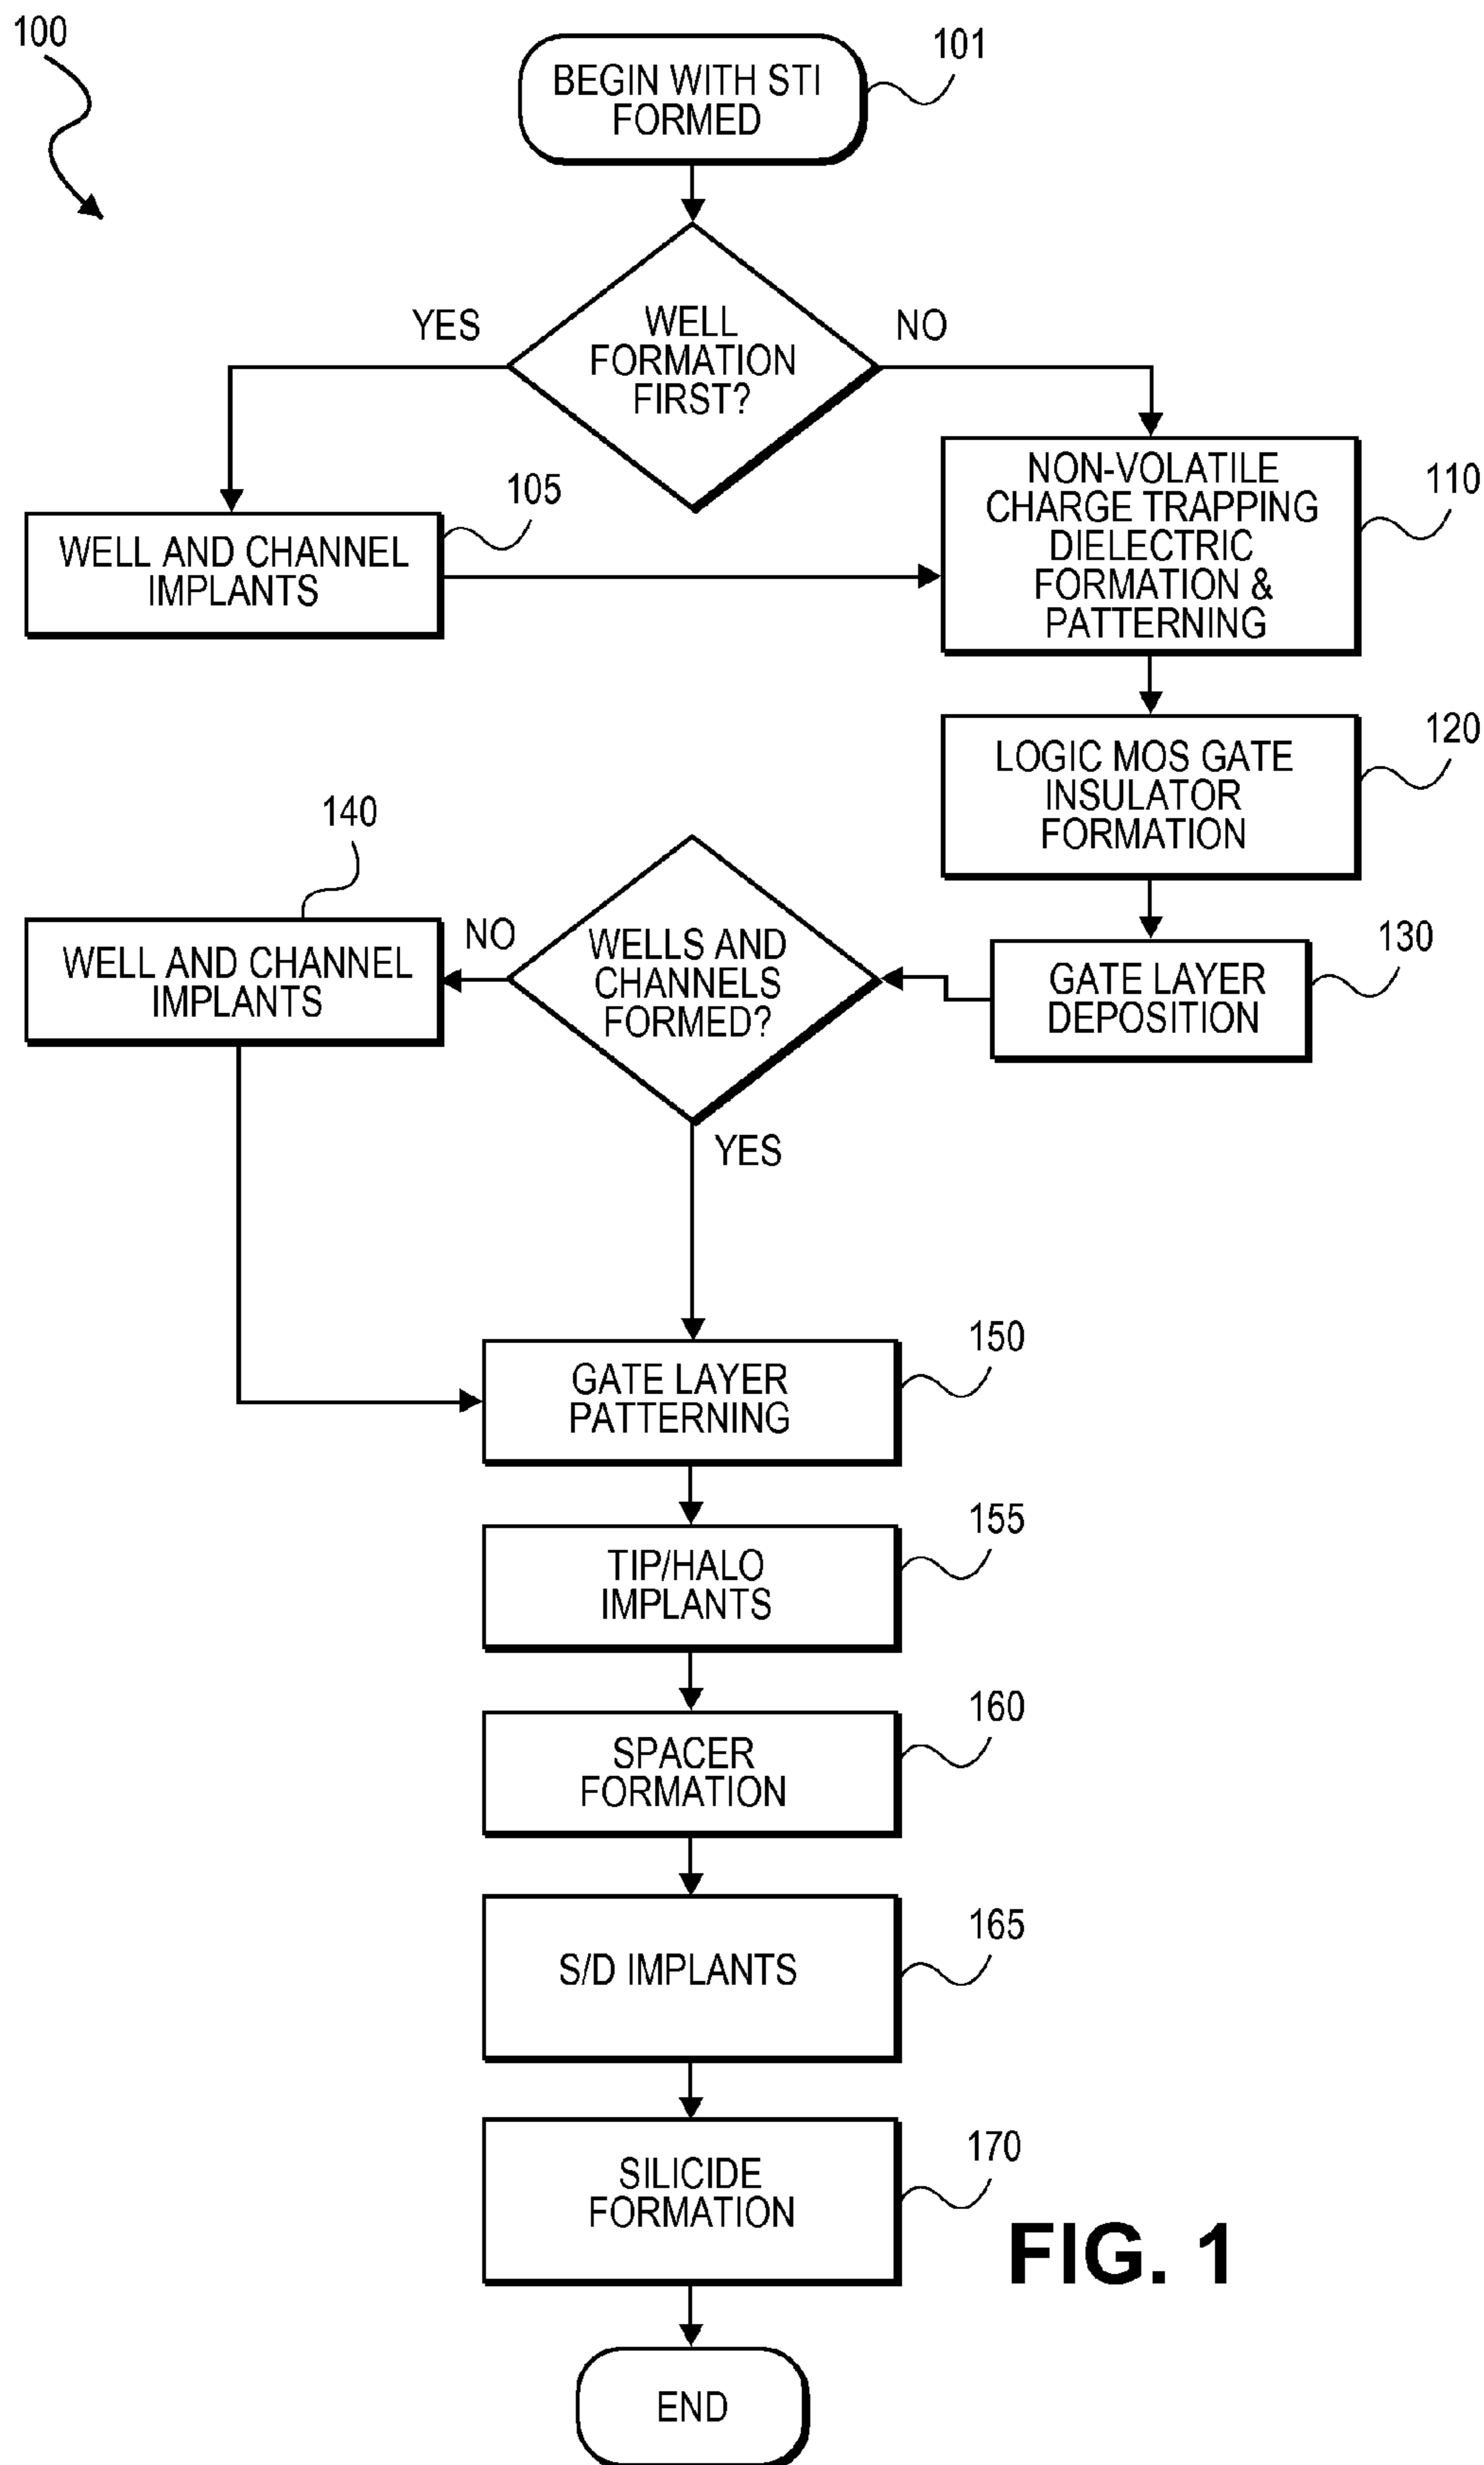 100
101
BEGIN WITH STI
FORMED
WELL
FORMATION
FIRST?
YES
NO
105
WELL AND CHANNEL
IMPLANTS
110
NON-VOLATILE
CHARGE TRAPPING
DIELECTRIC
FORMATION &
PATTERNING
120
LOGIC MOS GATE
INSULATOR
FORMATION
130
GATE LAYER
DEPOSITION
WELLS AND
CHANNELS
FORMED?
NO
YES
140
WELL AND CHANNEL
IMPLANTS
150
GATE LAYER
PATTERNING
155
TIP/HALO
IMPLANTS
160
SPACER
FORMATION
165
S/D IMPLANTS
170
SILICIDE
FORMATION
FIG. 1
END